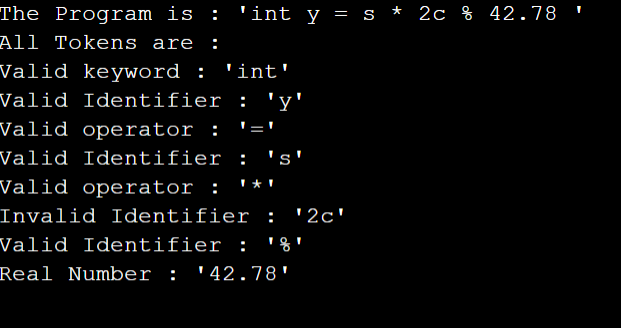 The Program is : 'int y = s * 2c % 42.78 '
All Tokens are :
Valid keyword : 'int'
Valid Identifier : 'y'
Valid operator : '='
Valid Identifier : 's'
Valid operator : '*'
Invalid Identifier : '2c'
Valid Identifier : '%'
Real Number : '42.78'